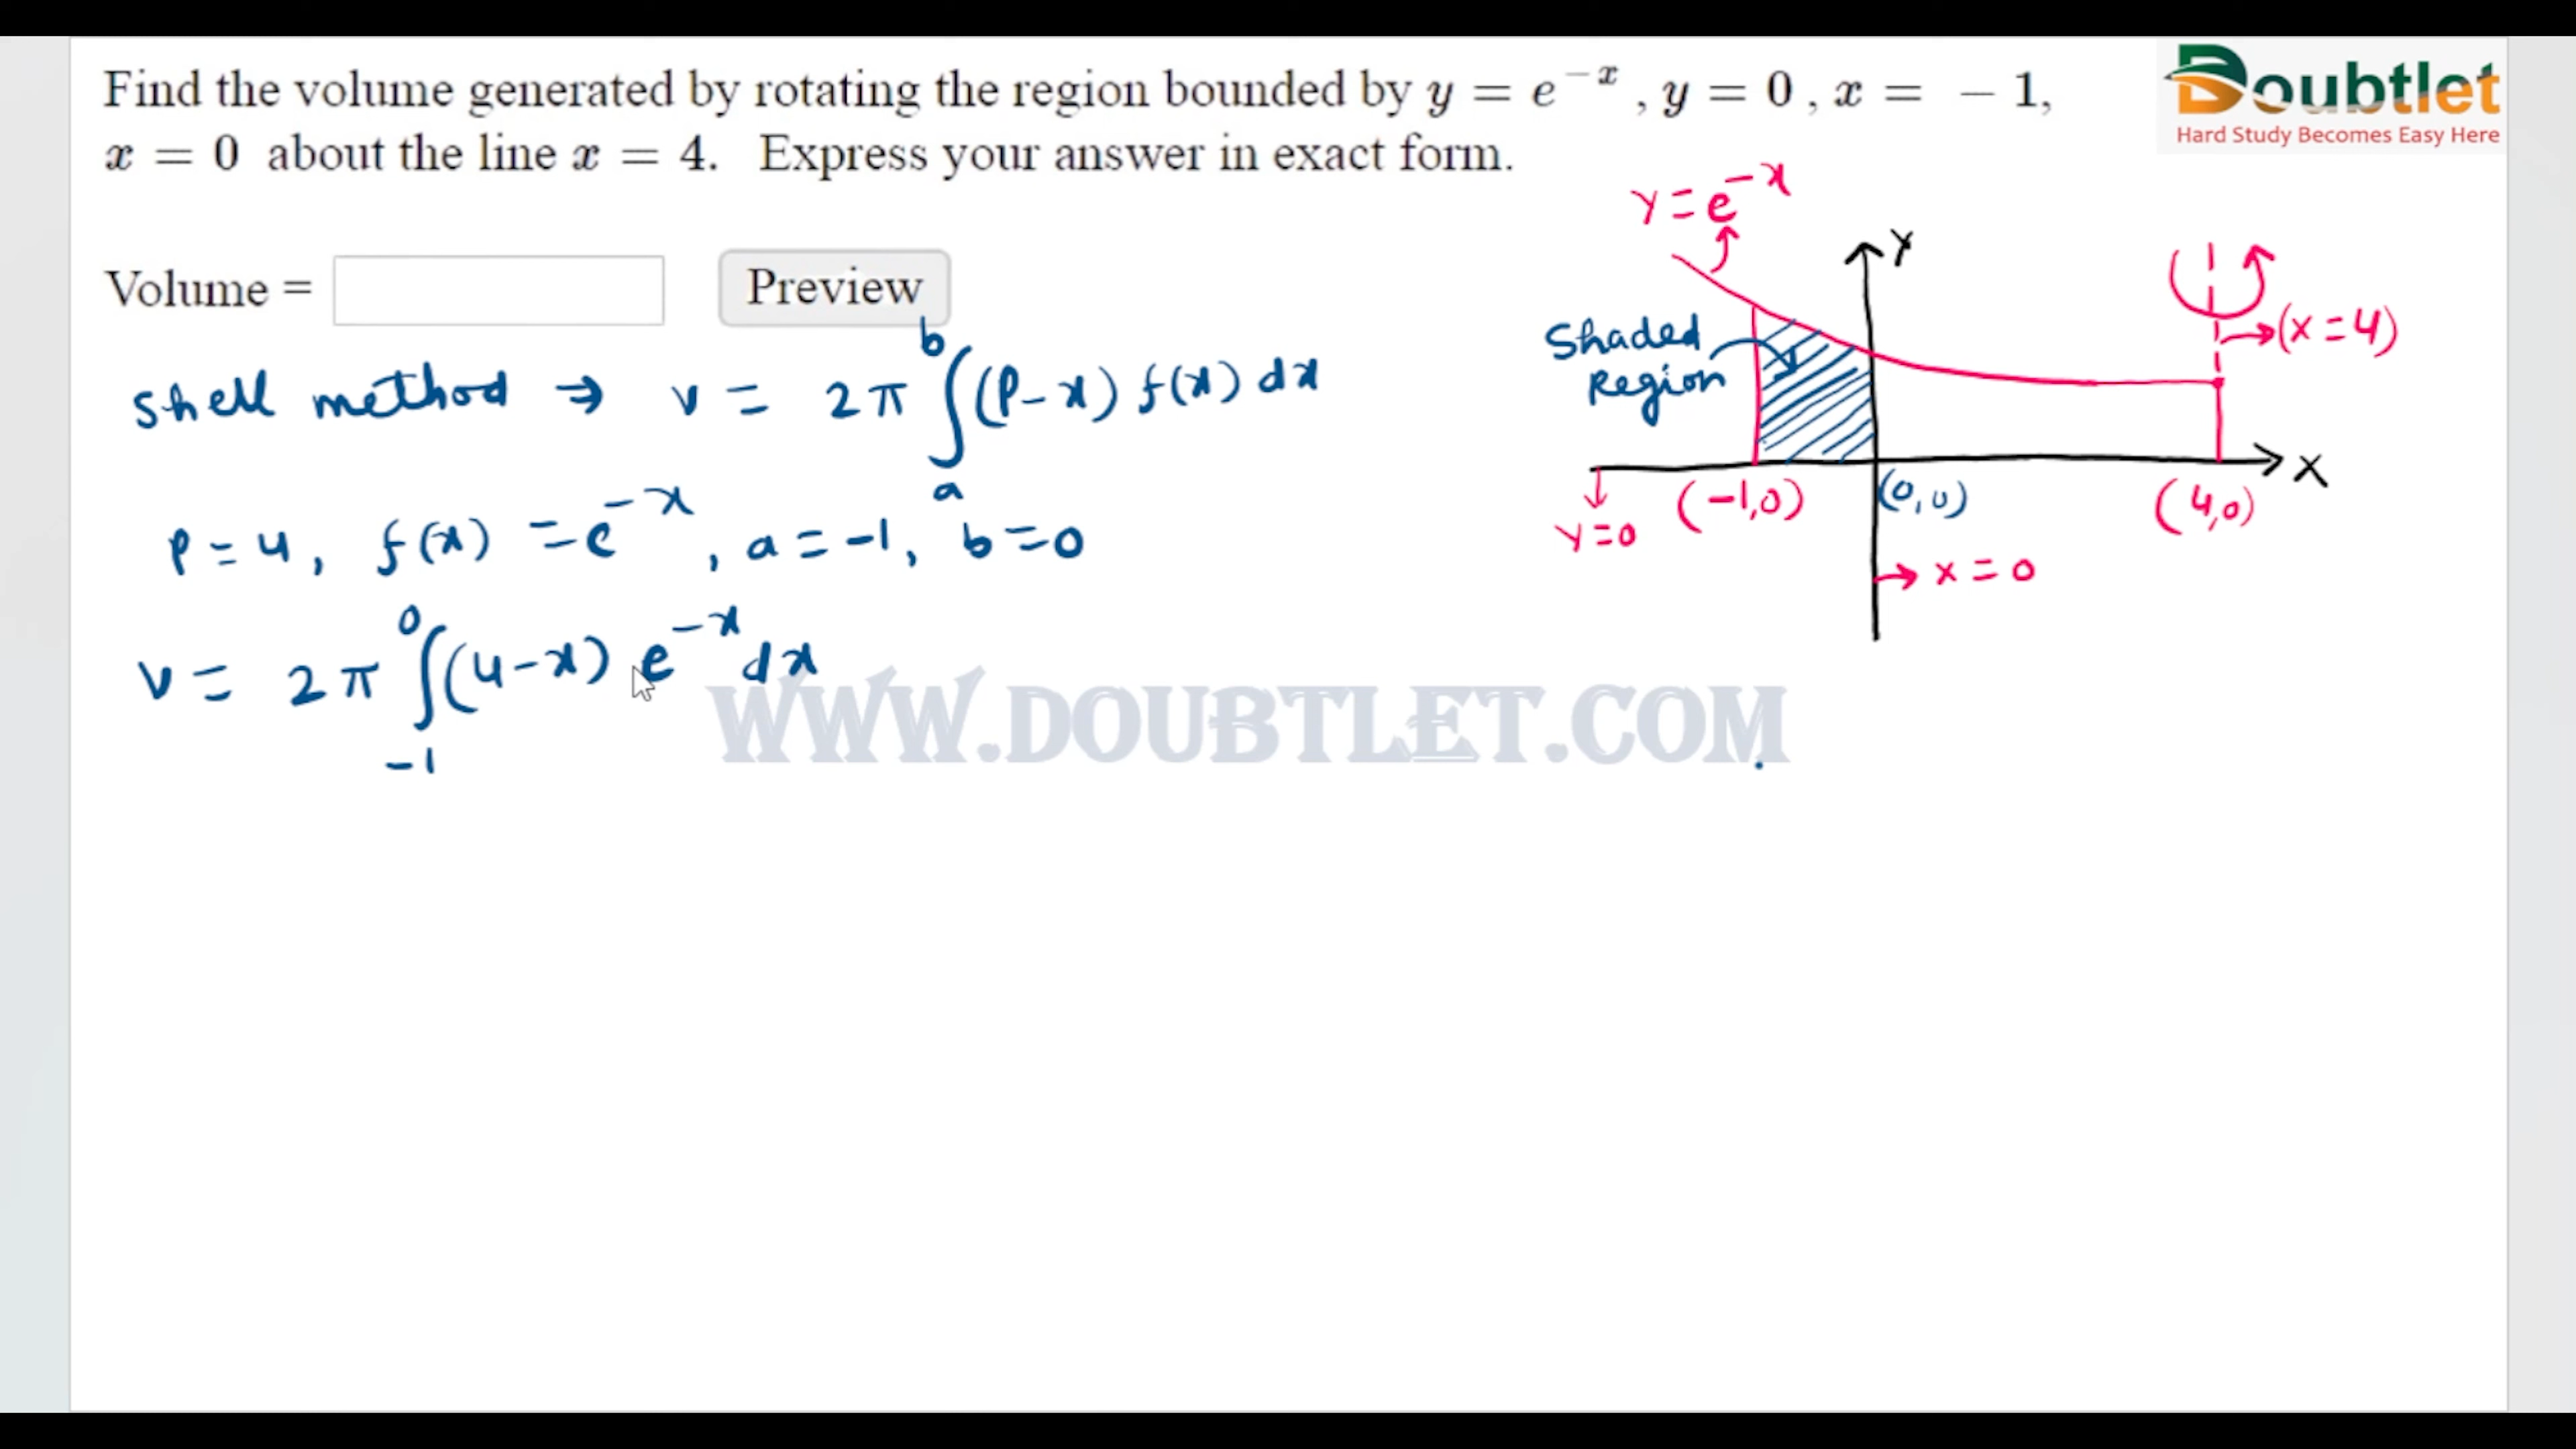 Find the volume generated by rotating the region bounded by y = e^{-x}, y = 0, x = -1,
x = 0 about the line x = 4. Express your answer in exact form.
Doubtlet
Hard Study Becomes Easy Here
Volume =
Preview
Shell method → V = 2π ∫_a^b (P-x) f(x) dx
P = 4, f(x) = e^{-x}, a = -1, b = 0
V = 2π ∫_{-1}^0 (4-x) e^{-x} dx
Y = e^{-x}
Y
(x = 4)
Shaded
Region
X
(-1,0)
(0,0)
(4,0)
Y=0
x = 0
WWW.DOUBTLET.COM